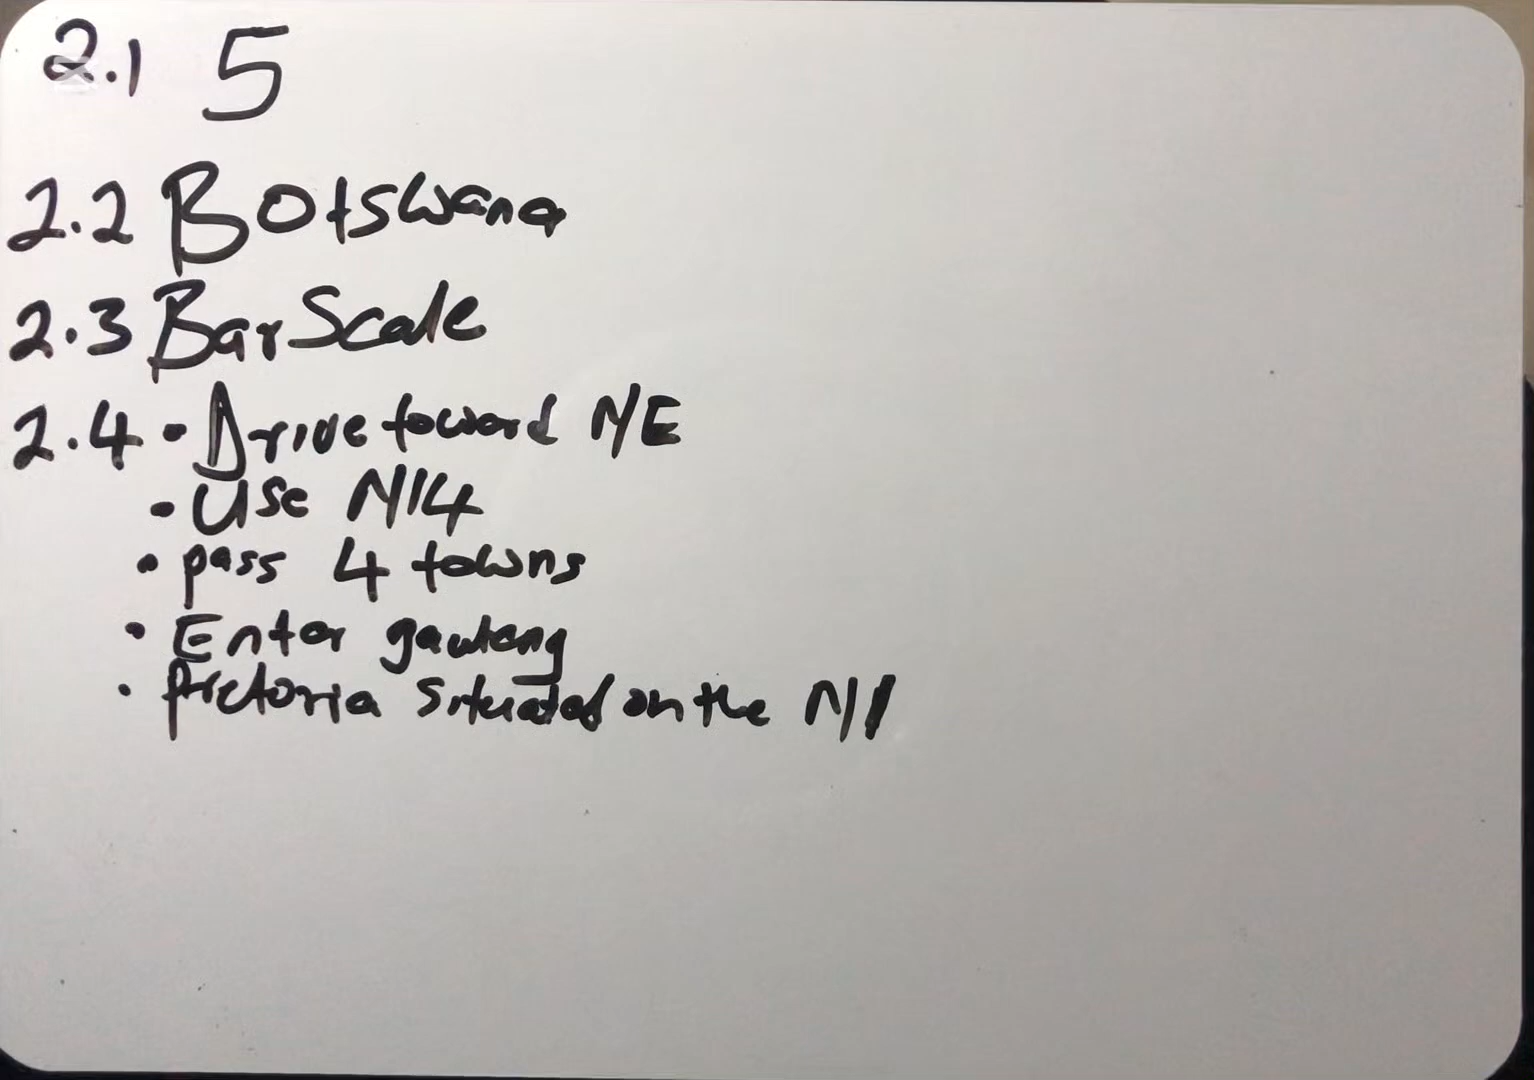 2.1 5
2.2 Botswana
2.3 Bar Scale
2.4 • Drive toward N/E
• Use N14
• pass 4 towns
• Enter gauteng
• Pretoria situated on the N1